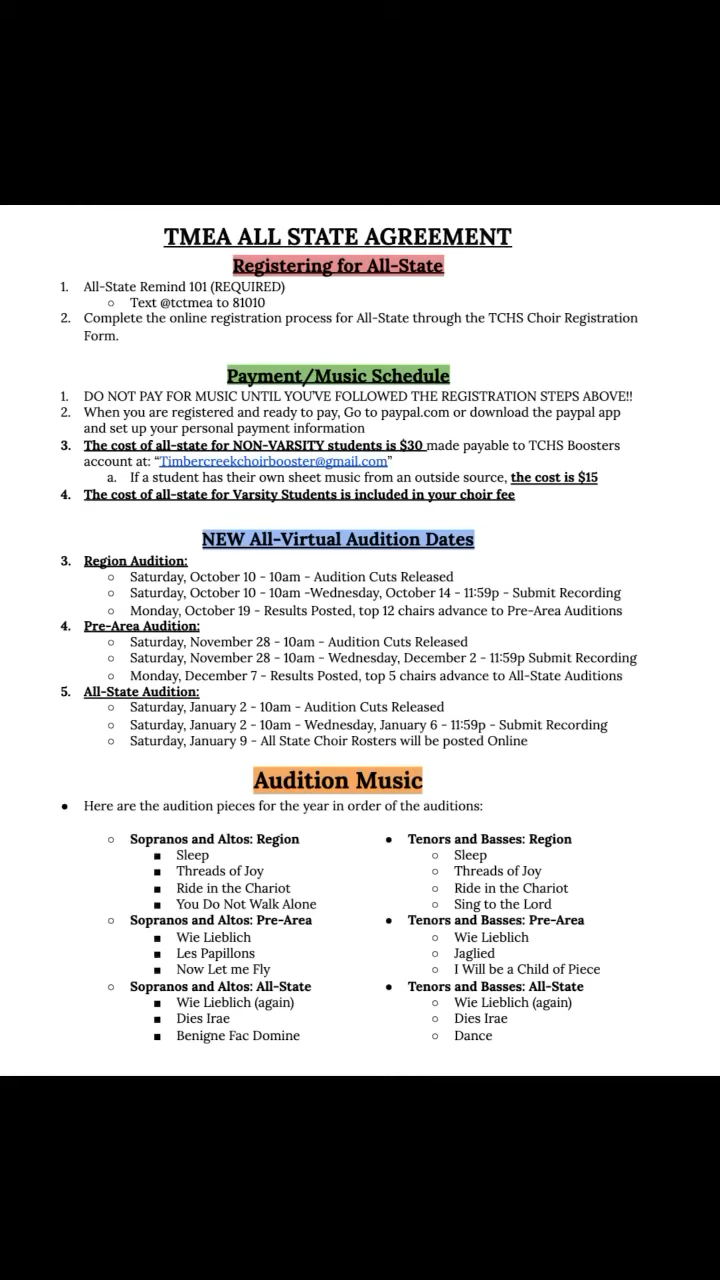 TMEA ALL STATE AGREEMENT
Registering for All-State
1. All-State Remind 101 (REQUIRED)
○ Text @tctmea to 81010
2. Complete the online registration process for All-State through the TCHS Choir Registration
Form.
Payment/Music Schedule
1. DO NOT PAY FOR MUSIC UNTIL YOU'VE FOLLOWED THE REGISTRATION STEPS ABOVE!!
2. When you are registered and ready to pay, Go to paypal.com or download the paypal app
and set up your personal payment information
3. The cost of all-state for NON-VARSITY students is $30 made payable to TCHS Boosters
account at: "Timbercreekchoirbooster@gmail.com"
a. If a student has their own sheet music from an outside source, the cost is $15
4. The cost of all-state for Varsity Students is included in your choir fee
NEW All-Virtual Audition Dates
3. Region Audition:
○ Saturday, October 10 - 10am - Audition Cuts Released
○ Saturday, October 10 - 10am -Wednesday, October 14 - 11:59p - Submit Recording
○ Monday, October 19 - Results Posted, top 12 chairs advance to Pre-Area Auditions
4. Pre-Area Audition:
○ Saturday, November 28 - 10am - Audition Cuts Released
○ Saturday, November 28 - 10am - Wednesday, December 2 - 11:59p Submit Recording
○ Monday, December 7 - Results Posted, top 5 chairs advance to All-State Auditions
5. All-State Audition:
○ Saturday, January 2 - 10am - Audition Cuts Released
○ Saturday, January 2 - 10am - Wednesday, January 6 - 11:59p - Submit Recording
○ Saturday, January 9 - All State Choir Rosters will be posted Online
Audition Music
● Here are the audition pieces for the year in order of the auditions:
○ Sopranos and Altos: Region
■ Sleep
■ Threads of Joy
■ Ride in the Chariot
■ You Do Not Walk Alone
○ Sopranos and Altos: Pre-Area
■ Wie Lieblich
■ Les Papillons
■ Now Let me Fly
○ Sopranos and Altos: All-State
■ Wie Lieblich (again)
■ Dies Irae
■ Benigne Fac Domine
● Tenors and Basses: Region
○ Sleep
○ Threads of Joy
○ Ride in the Chariot
○ Sing to the Lord
● Tenors and Basses: Pre-Area
○ Wie Lieblich
○ Jaglied
○ I Will be a Child of Piece
● Tenors and Basses: All-State
○ Wie Lieblich (again)
○ Dies Irae
○ Dance